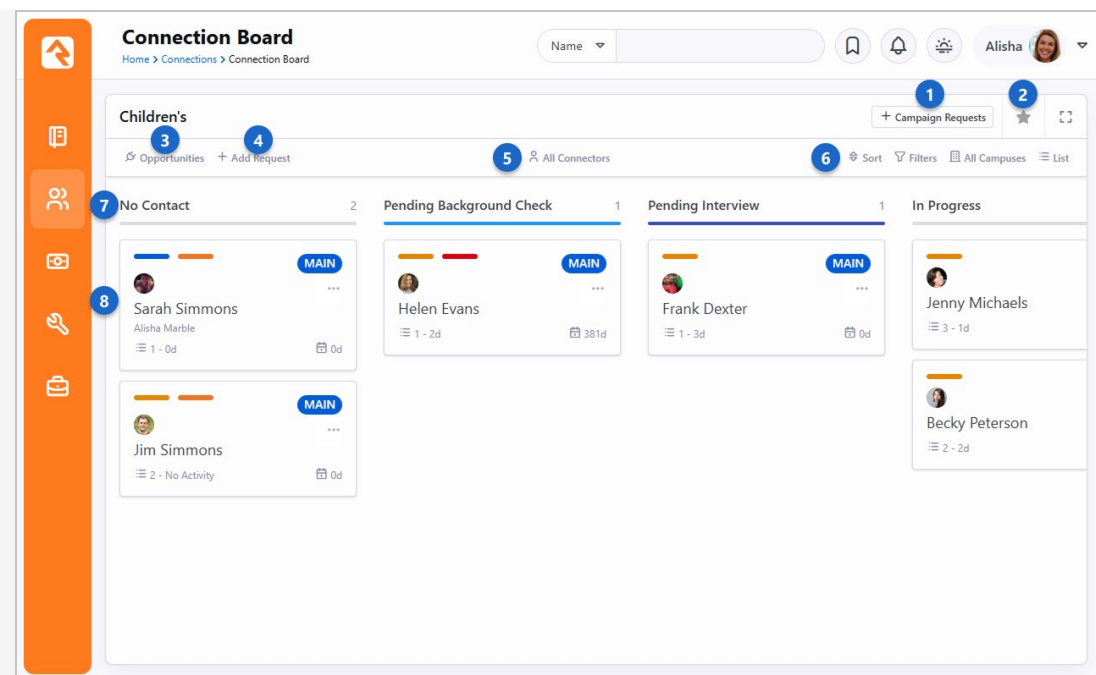 Connection Board
Home > Connections > Connection Board
Name
Alisha
1
2
Children's
+ Campaign Requests
3
4
Opportunities + Add Request
5
All Connectors
6
Sort Filters All Campuses List
7
No Contact 2
Pending Background Check 1
Pending Interview 1
In Progress
8
MAIN
Sarah Simmons
Alisha Marble
1 - 0d 0d
MAIN
Jim Simmons
2 - No Activity 0d
MAIN
Helen Evans
1 - 2d 381d
MAIN
Frank Dexter
1 - 3d 0d
Jenny Michaels
3 - 1d
Becky Peterson
2 - 2d